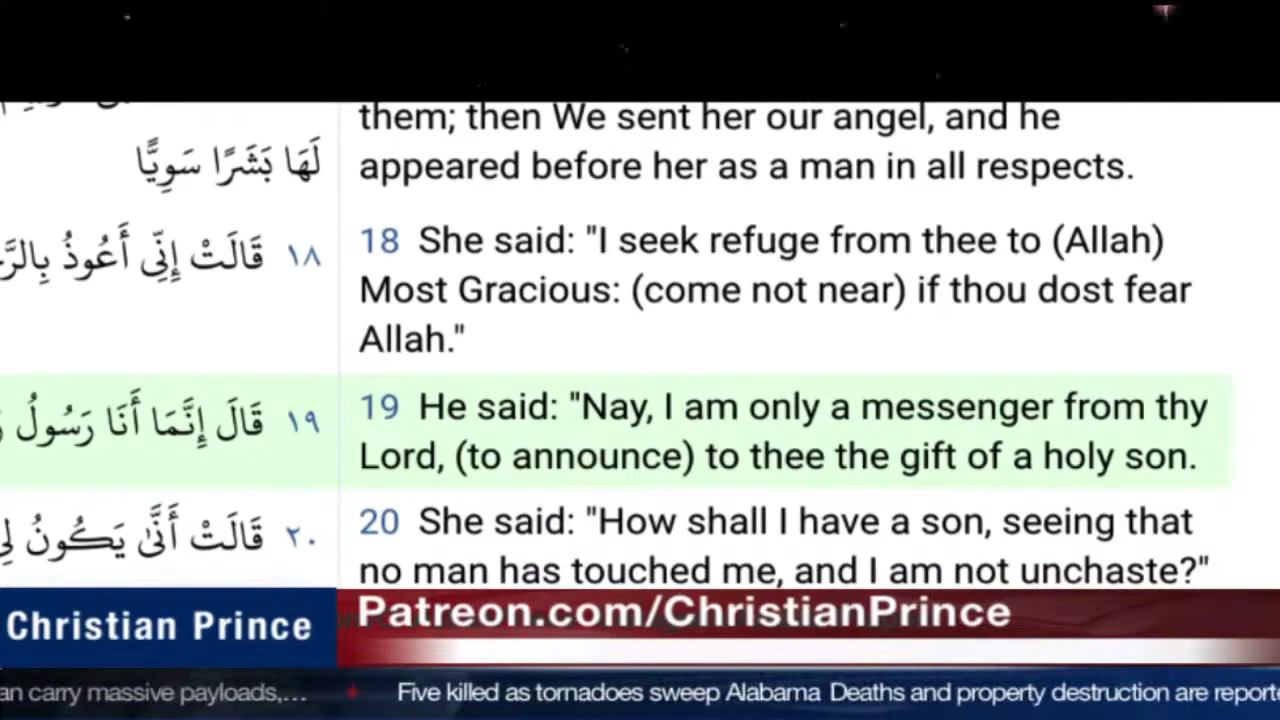 them; then We sent her our angel, and he
appeared before her as a man in all respects.
لَهَا بَشَرًا سَوِيًّا
18 She said: "I seek refuge from thee to (Allah)
Most Gracious: (come not near) if thou dost fear
Allah."
١٨ قَالَتْ إِنِّي أَعُوذُ
19 He said: "Nay, I am only a messenger from thy
Lord, (to announce) to thee the gift of a holy son.
١٩ قَالَ إِنَّمَا أَنَا رَسُولُ
20 She said: "How shall I have a son, seeing that
no man has touched me, and I am not unchaste?"
٢٠ قَالَتْ أَنَّىٰ يَكُونُ
Christian Prince
Patreon.com/ChristianPrince
an carry massive payloads,... Five killed as tornadoes sweep Alabama Deaths and property destruction are reporte